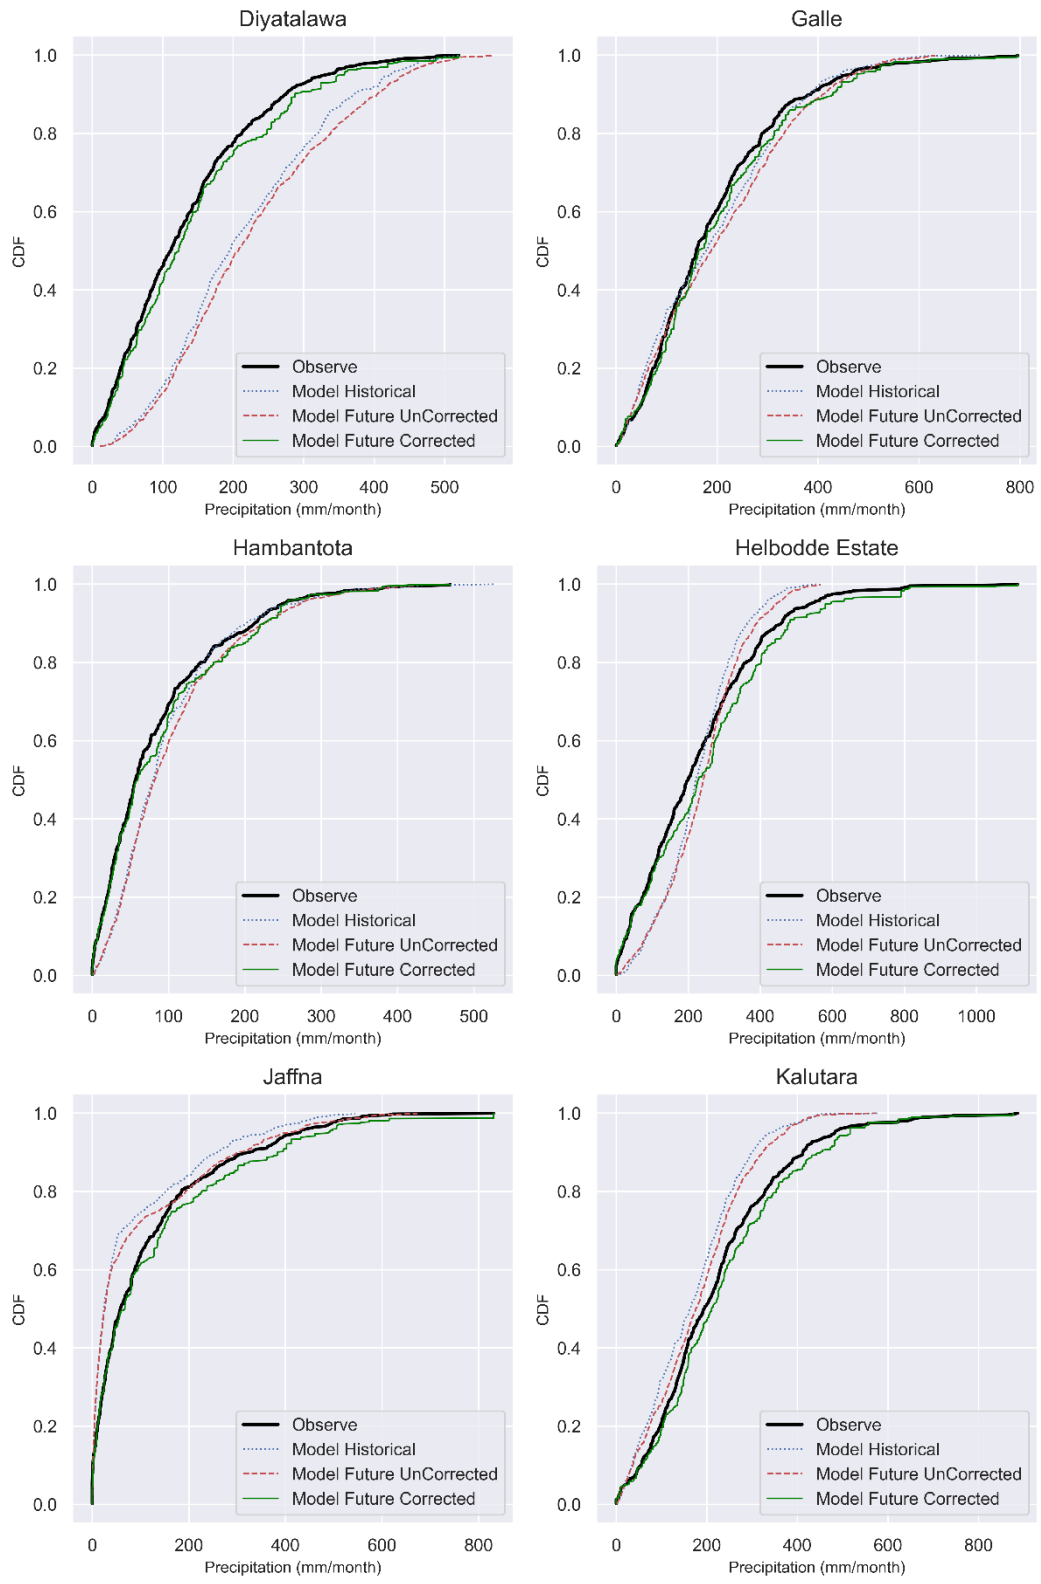 Diyatalawa
1.0
0.8
0.6
0.4
0.2
0.0
CDF
Observe
Model Historical
Model Future UnCorrected
Model Future Corrected
0 100 200 300 400 500
Precipitation (mm/month)
Galle
1.0
0.8
0.6
0.4
0.2
0.0
CDF
Observe
Model Historical
Model Future UnCorrected
Model Future Corrected
0 200 400 600 800
Precipitation (mm/month)
Hambantota
1.0
0.8
0.6
0.4
0.2
0.0
CDF
Observe
Model Historical
Model Future UnCorrected
Model Future Corrected
0 100 200 300 400 500
Precipitation (mm/month)
Helbodde Estate
1.0
0.8
0.6
0.4
0.2
0.0
CDF
Observe
Model Historical
Model Future UnCorrected
Model Future Corrected
0 200 400 600 800 1000
Precipitation (mm/month)
Jaffna
1.0
0.8
0.6
0.4
0.2
0.0
CDF
Observe
Model Historical
Model Future UnCorrected
Model Future Corrected
0 200 400 600 800
Precipitation (mm/month)
Kalutara
1.0
0.8
0.6
0.4
0.2
0.0
CDF
Observe
Model Historical
Model Future UnCorrected
Model Future Corrected
0 200 400 600 800
Precipitation (mm/month)